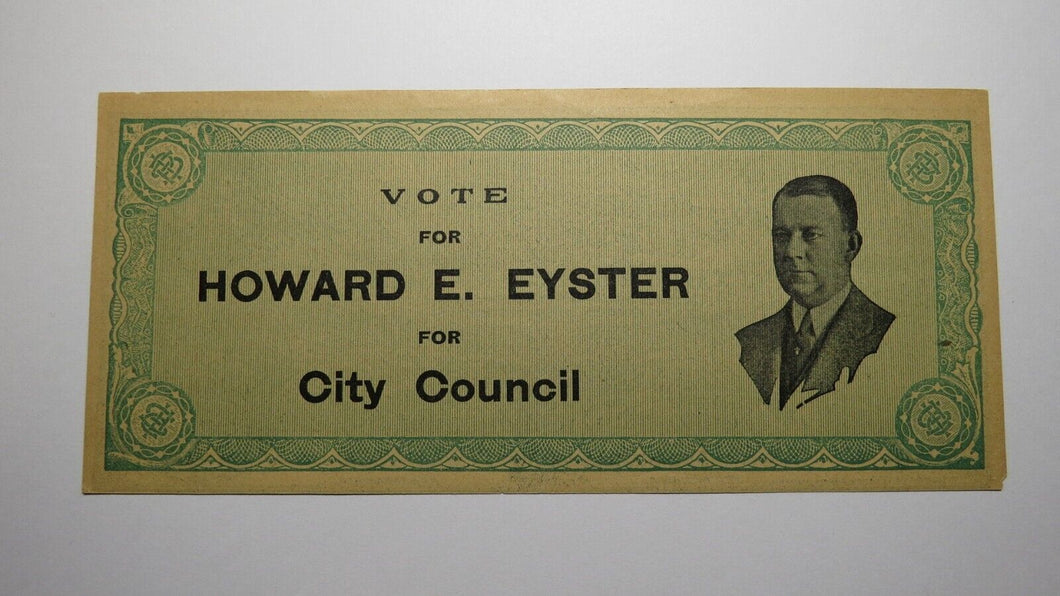 VOTE
FOR
HOWARD E. EYSTER
FOR
City Council